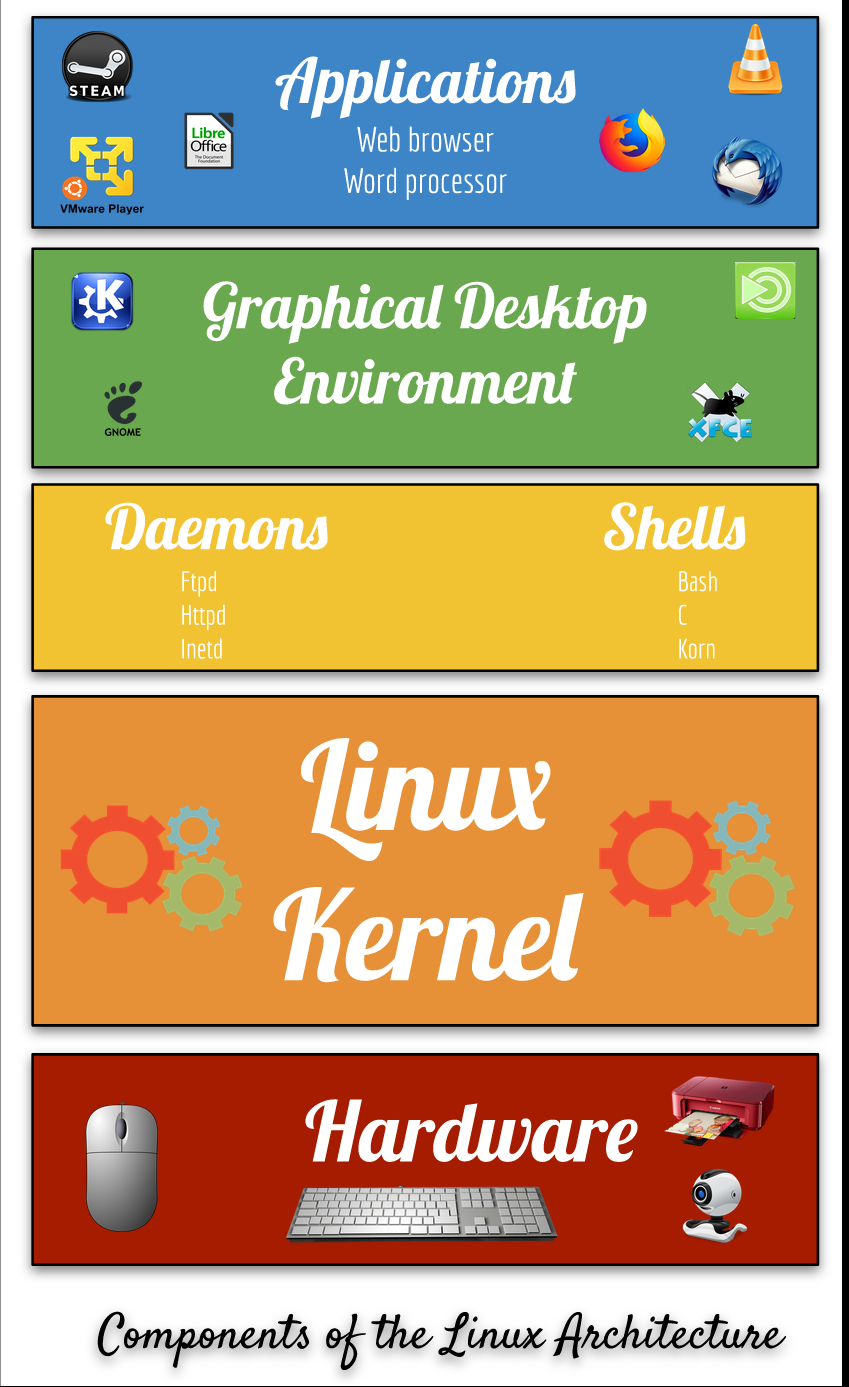 Applications
Web browser
Word processor
STEAM
Libre
Office
The Document
Foundation
VMware Player
Graphical Desktop
Environment
K
GNOME
XFCE
Daemons
Ftpd
Httpd
Inetd
Shells
Bash
C
Korn
Linux
Kernel
Hardware
Components of the Linux Architecture